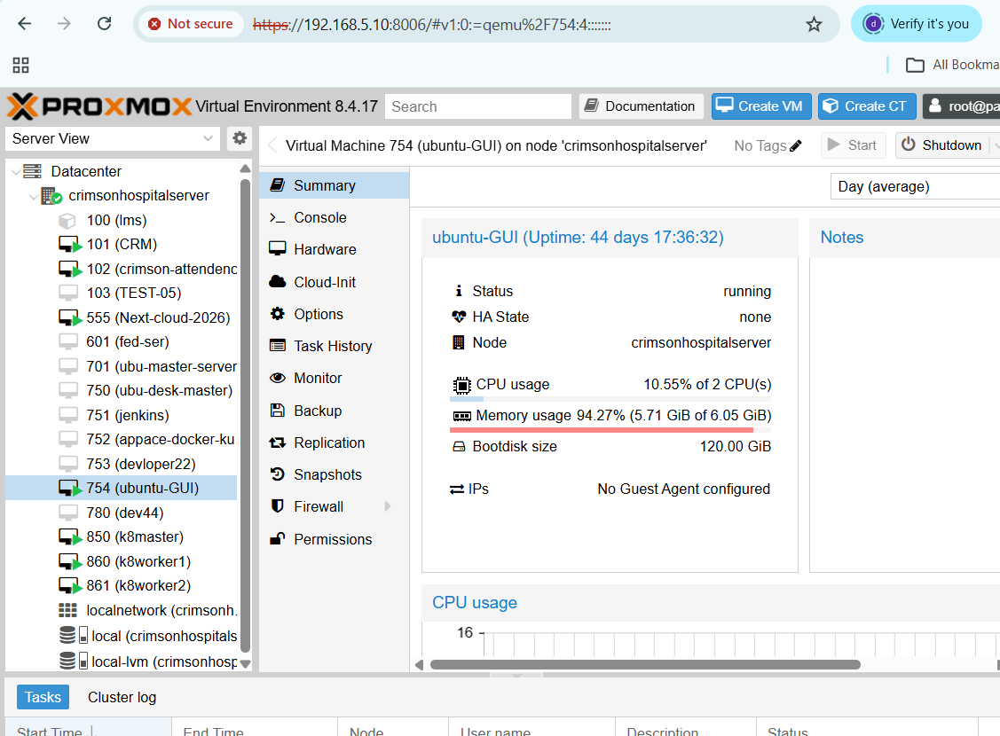 Not secure https://192.168.5.10:8006/#v1:0:=qemu%2F754:4::::::: d Verify it's you
All Bookma
PROXMOX Virtual Environment 8.4.17 Search Documentation Create VM Create CT root@pa
Server View
Virtual Machine 754 (ubuntu-GUI) on node 'crimsonhospitalserver' No Tags Start Shutdown
Datacenter
crimsonhospitalserver
100 (lms)
101 (CRM)
102 (crimson-attendenc
103 (TEST-05)
555 (Next-cloud-2026)
601 (fed-ser)
701 (ubu-master-server
750 (ubu-desk-master)
751 (jenkins)
752 (appace-docker-ku
753 (devloper22)
754 (ubuntu-GUI)
780 (dev44)
850 (k8master)
860 (k8worker1)
861 (k8worker2)
localnetwork (crimsonh.
local (crimsonhospitals
local-lvm (crimsonhosp
Summary
Console
Hardware
Cloud-Init
Options
Task History
Monitor
Backup
Replication
Snapshots
Firewall
Permissions
Day (average)
ubuntu-GUI (Uptime: 44 days 17:36:32)
Status running
HA State none
Node crimsonhospitalserver
CPU usage 10.55% of 2 CPU(s)
Memory usage 94.27% (5.71 GiB of 6.05 GiB)
Bootdisk size 120.00 GiB
IPs No Guest Agent configured
Notes
CPU usage
16
Tasks Cluster log
Start Time End Time Node User name Description Status